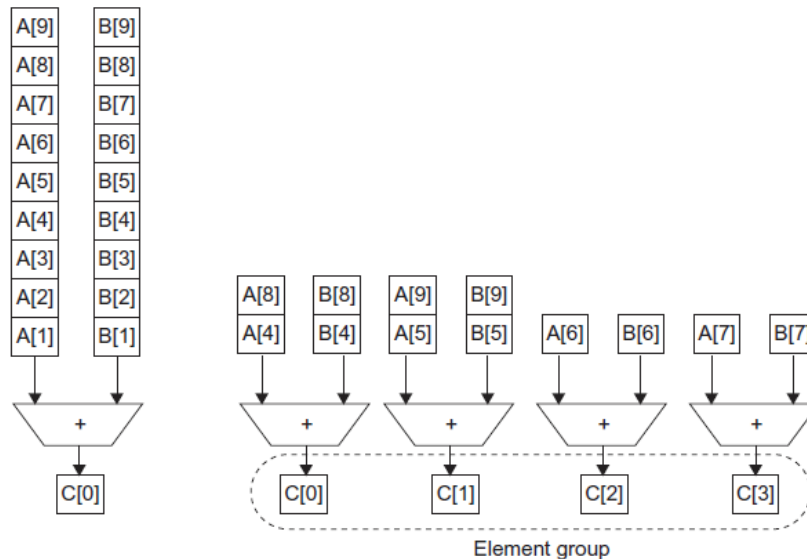 A[9] B[9]
A[8] B[8]
A[7] B[7]
A[6] B[6]
A[5] B[5]
A[4] B[4]
A[3] B[3]
A[2] B[2]
A[1] B[1]
+
C[0]
A[8] B[8] A[9] B[9]
A[4] B[4] A[5] B[5] A[6] B[6] A[7] B[7]
+ + + +
C[0] C[1] C[2] C[3]
Element group